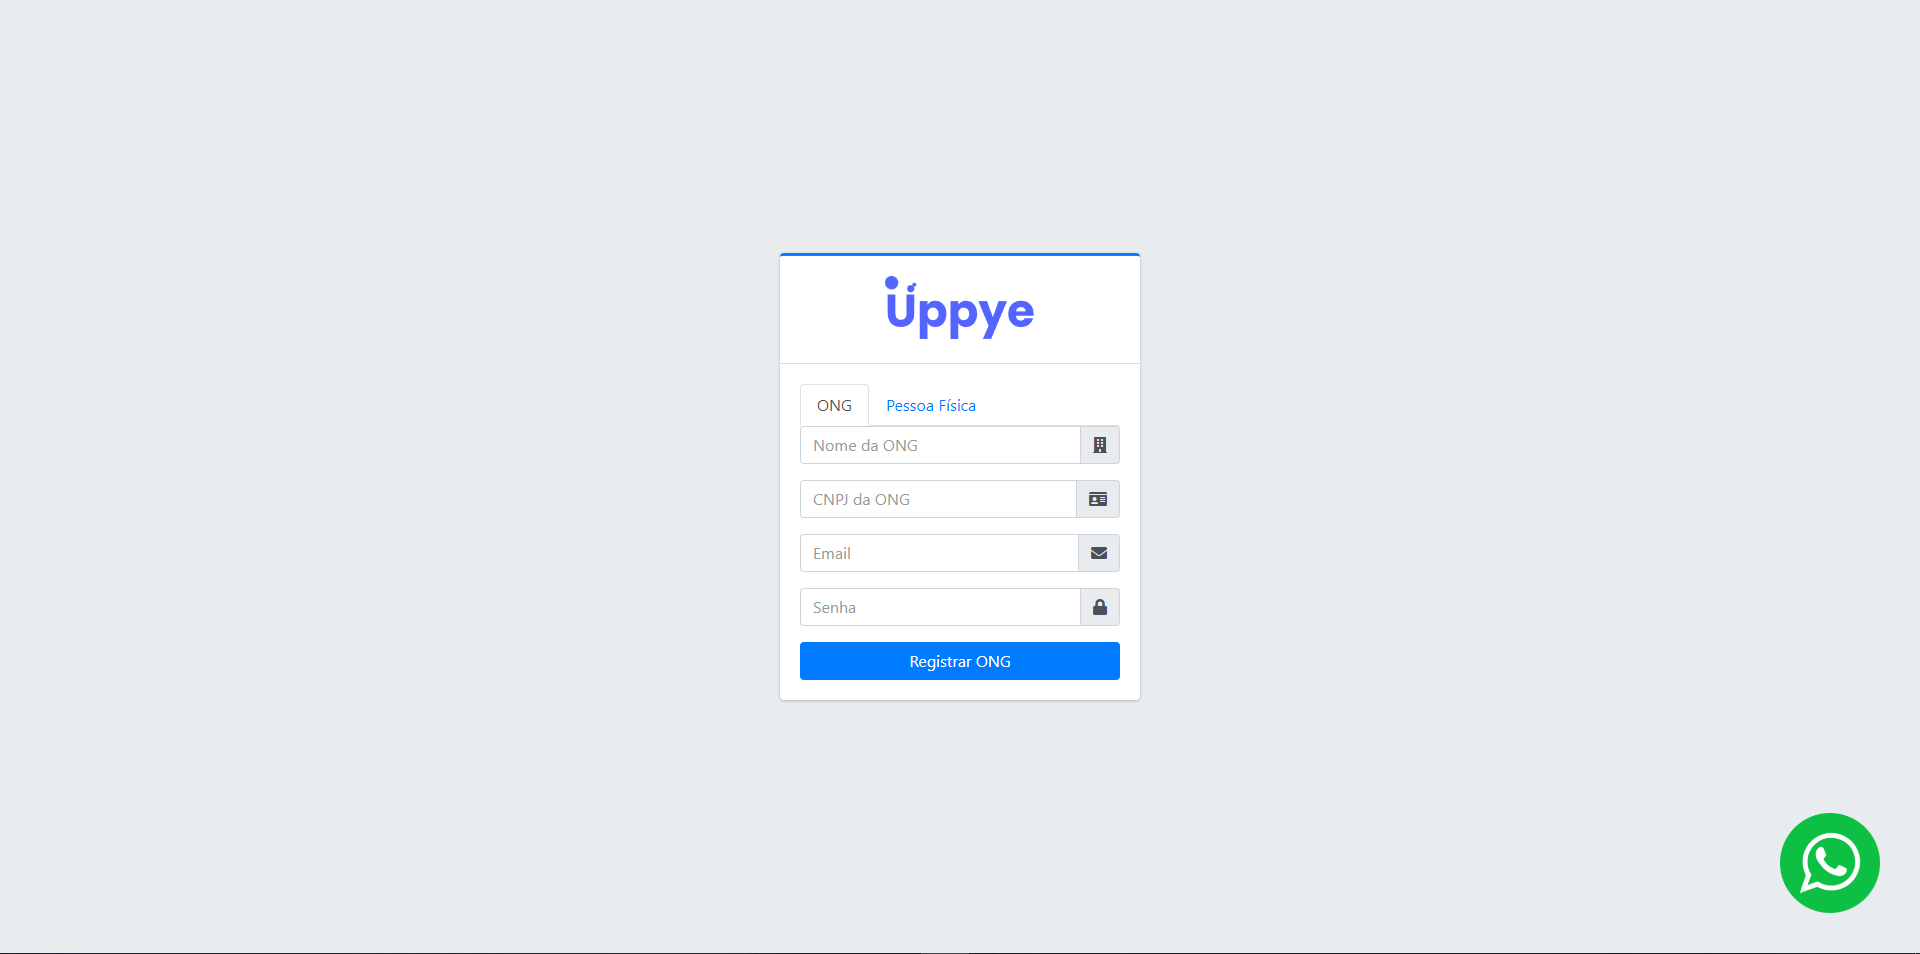 Uppye
ONG
Pessoa Física
Nome da ONG
CNPJ da ONG
Email
Senha
Registrar ONG